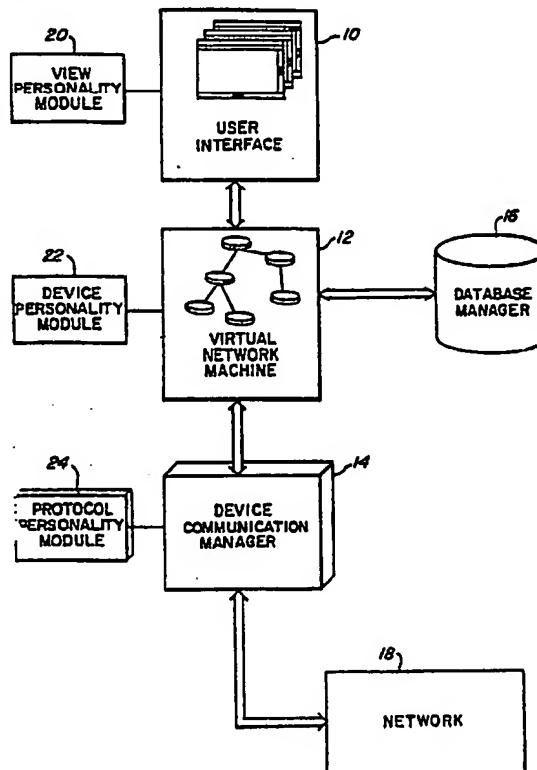 20
10
VIEW
PERSONALITY
MODULE
USER
INTERFACE
12
16
22
DEVICE
PERSONALITY
MODULE
VIRTUAL
NETWORK
MACHINE
DATABASE
MANAGER
24
14
PROTOCOL
PERSONALITY
MODULE
DEVICE
COMMUNICATION
MANAGER
18
NETWORK